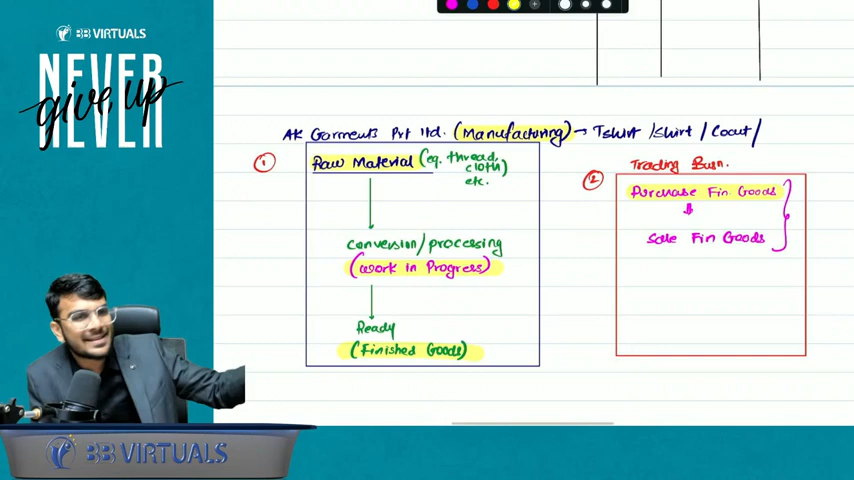 BB VIRTUALS
NEVER
give up
NEVER
AK Garments Pvt ltd. (Manufacturing) → Tshirt / Shirt / Coat /
1
Raw Material (eg. thread, cloth etc.)
conversion/processing
(Work in Progress)
Ready
(Finished Goods)
Trading Busn.
2
Purchase Fin Goods
Sale Fin Goods
BB VIRTUALS